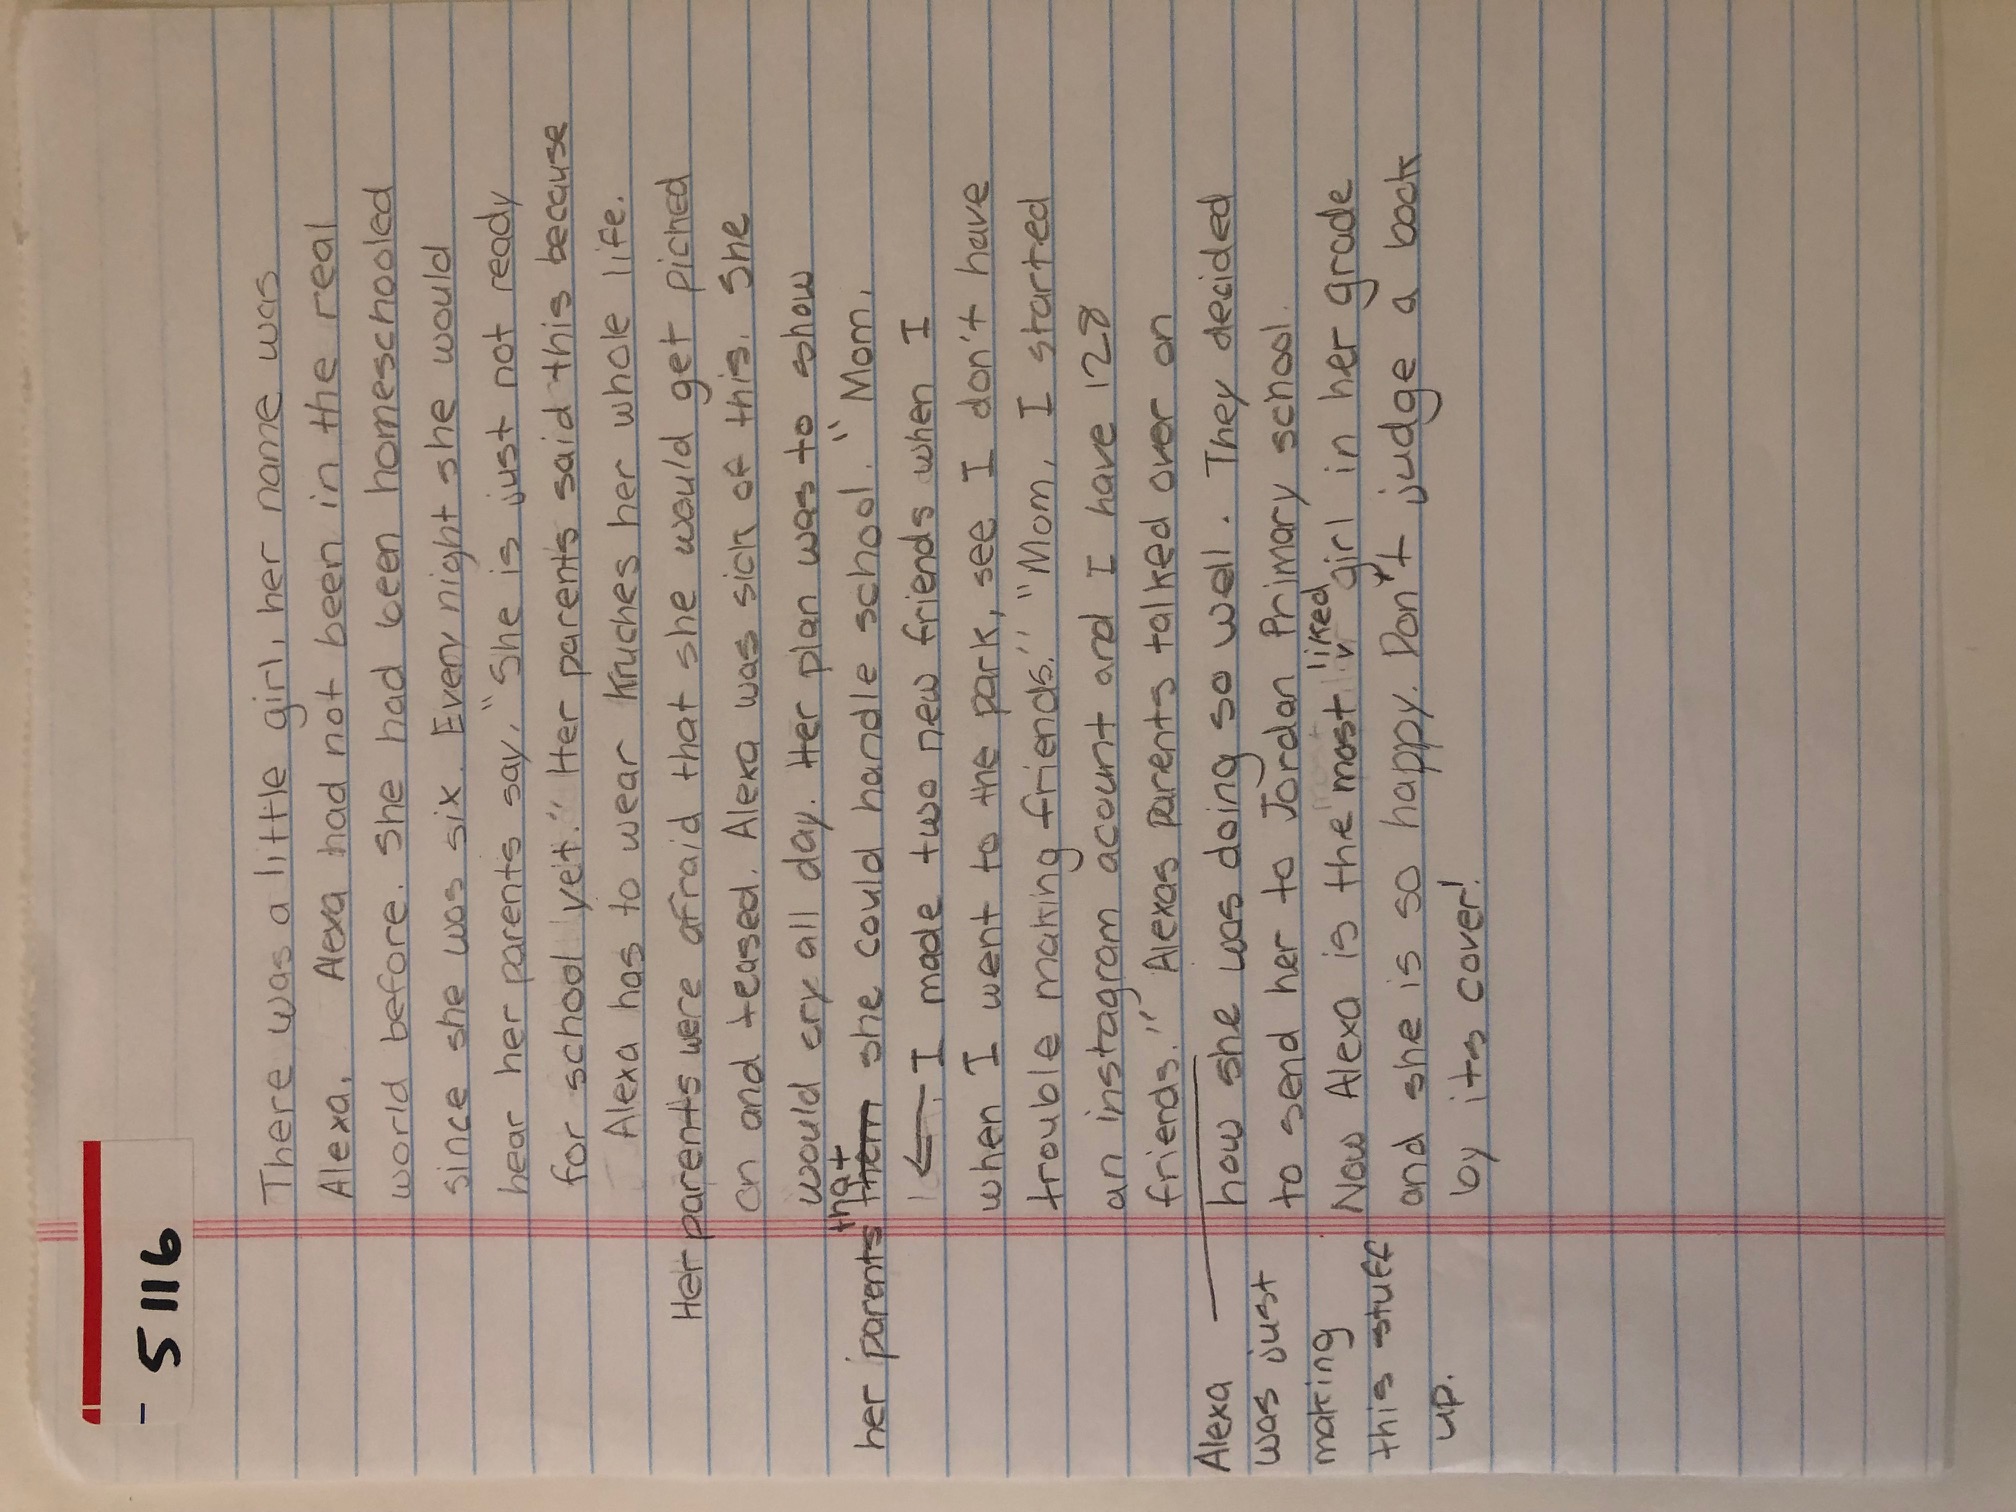 5116
There was a little girl, her name was
Alexa. Alexa had not been in the real
world before. She had been homeschooled
since she was six. Every night she would
hear her parents say, "She is just not ready
for school yet." Her parents said this because
Alexa has to wear Kruches her whole life.
Her parents were afraid that she would get picked
on and teased. Alexa was sick of this. She
would cry all day. Her plan was to show
that
her parents them she could handle school. "Mom,
← I made two new friends when I
when I went to the park, see I don't have
trouble making friends." "Mom, I started
an instagram acount and I have 128
friends." Alexas parents talked over on
how she was doing so well. They decided
to send her to Jordan Primary school.
liked
Now Alexa is the most girl in her grade
and she is so happy. Don't judge a book
by its cover!
Alexa
was just
making
this stuff
up.